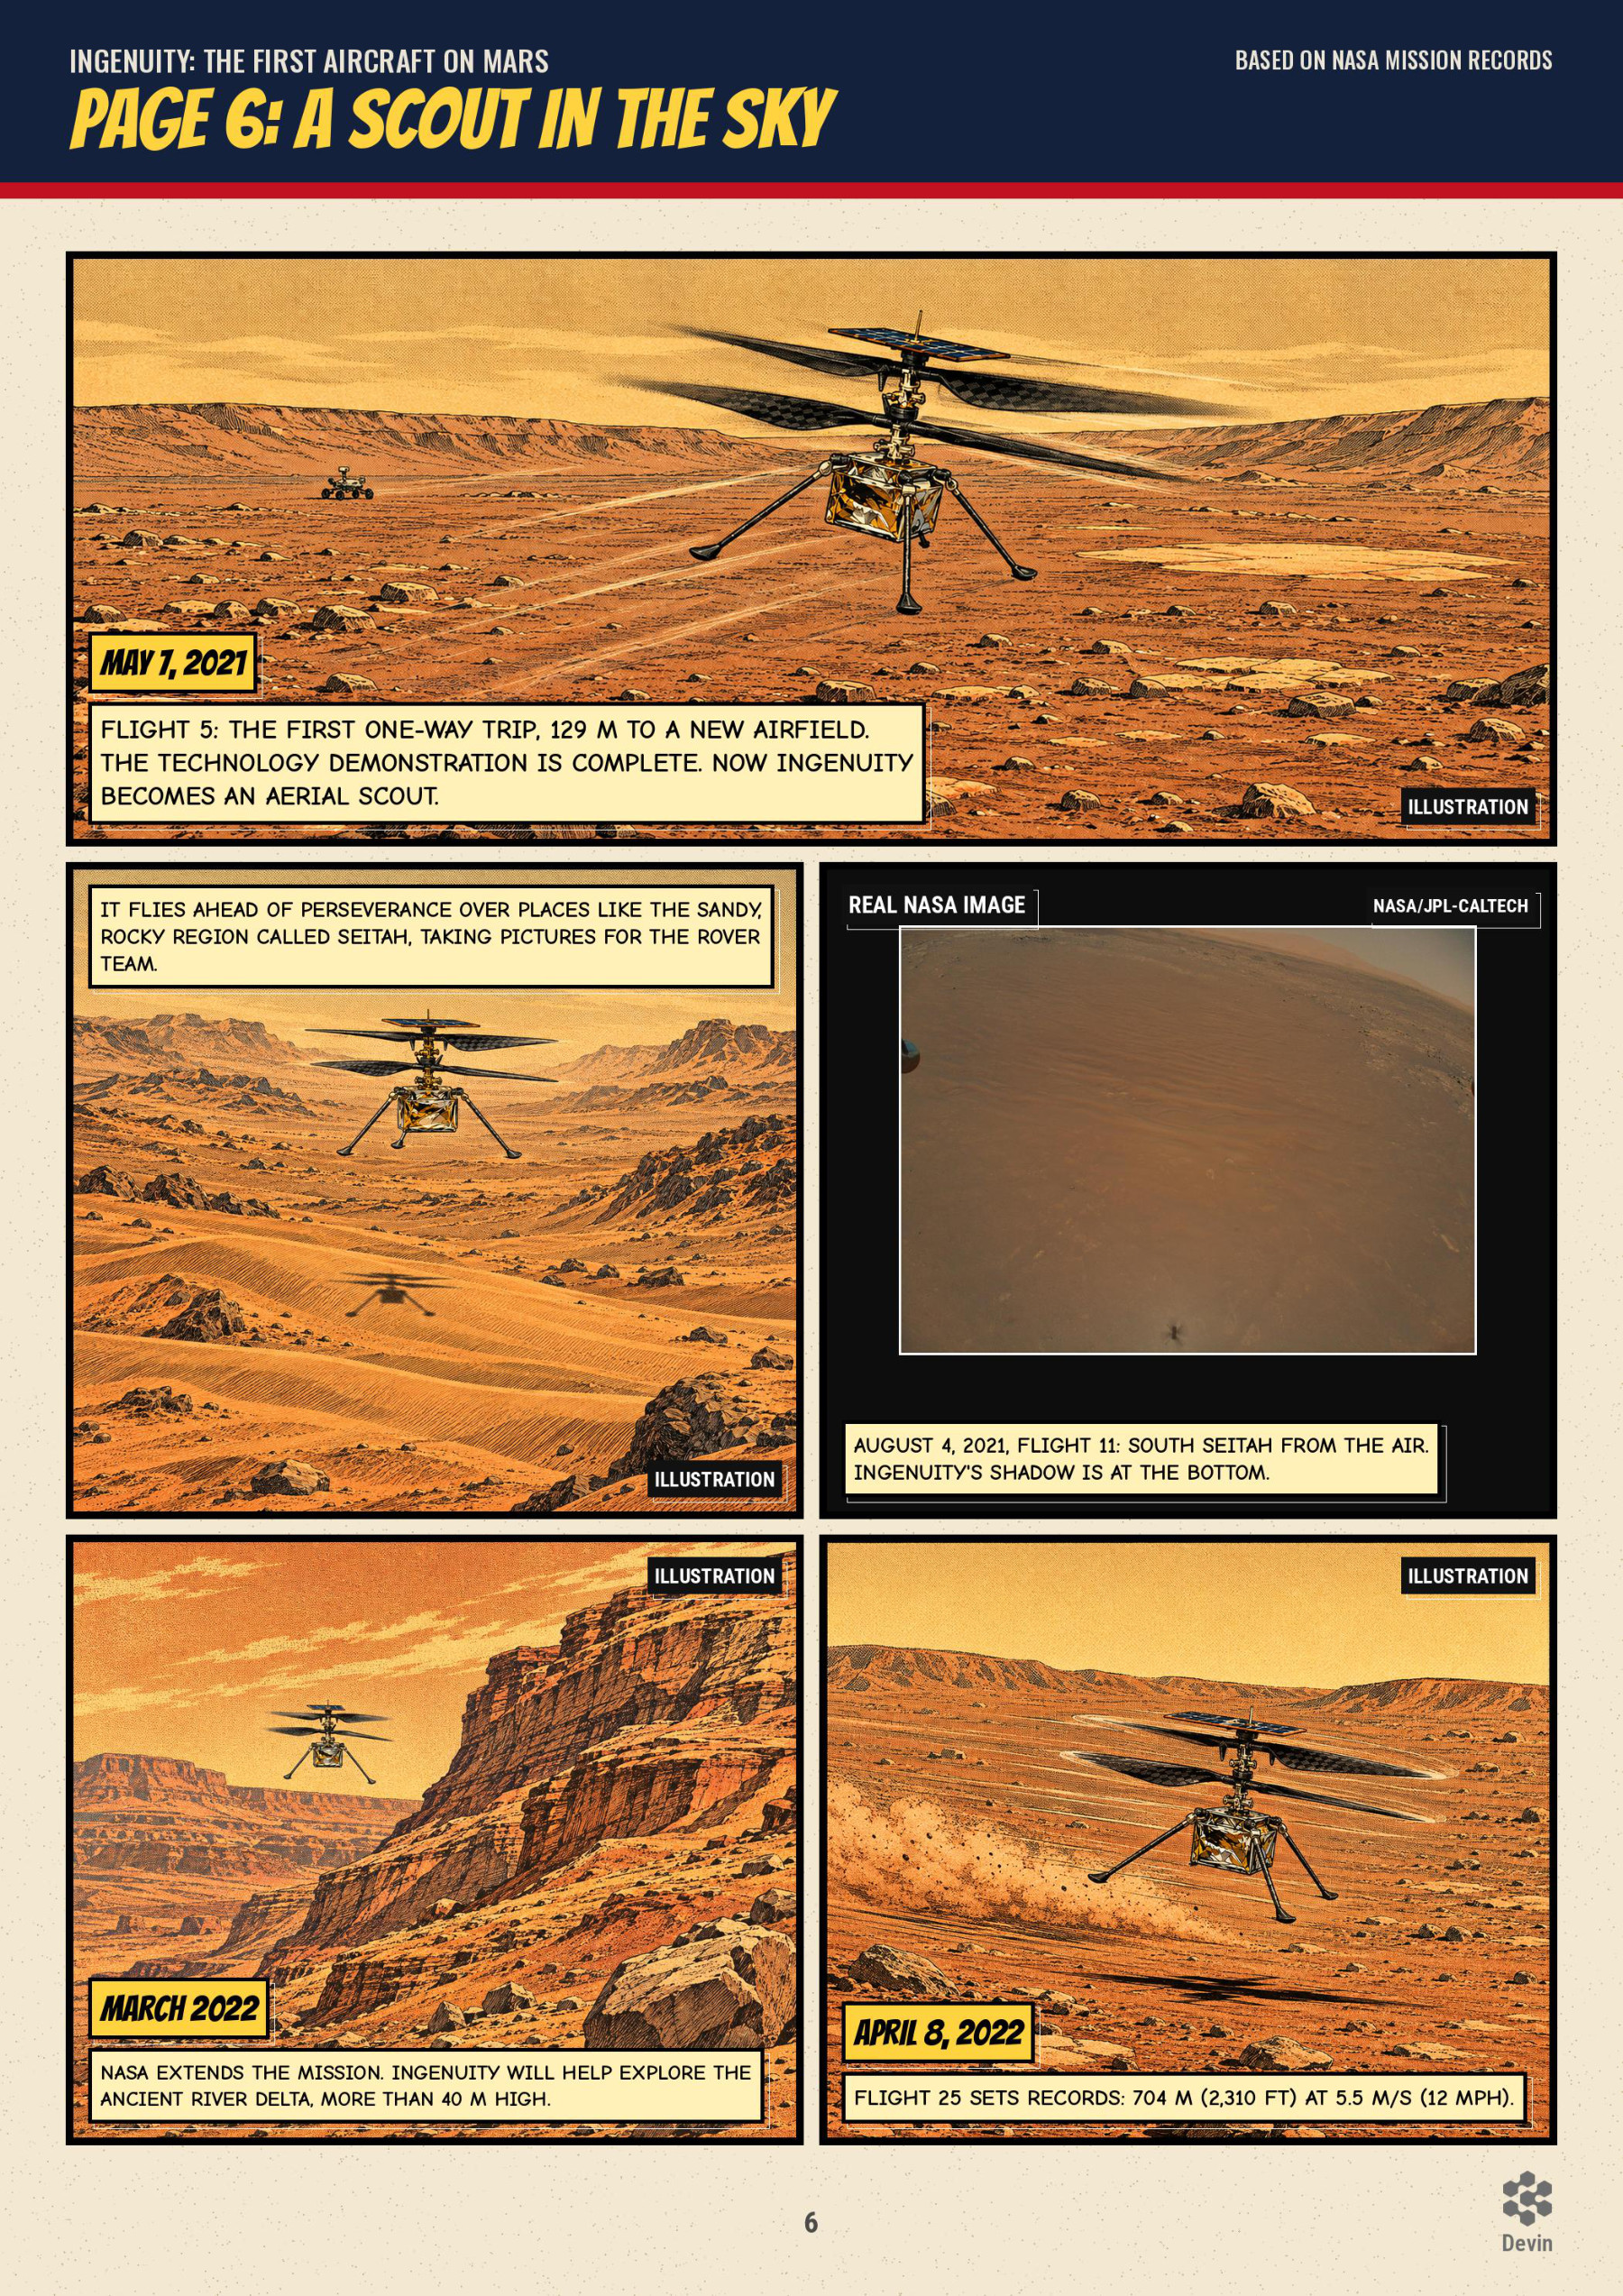 INGENUITY: THE FIRST AIRCRAFT ON MARS
BASED ON NASA MISSION RECORDS
PAGE 6: A SCOUT IN THE SKY
MAY 7, 2021
FLIGHT 5: THE FIRST ONE-WAY TRIP, 129 M TO A NEW AIRFIELD.
THE TECHNOLOGY DEMONSTRATION IS COMPLETE. NOW INGENUITY
BECOMES AN AERIAL SCOUT.
ILLUSTRATION
IT FLIES AHEAD OF PERSEVERANCE OVER PLACES LIKE THE SANDY,
ROCKY REGION CALLED SEITAH, TAKING PICTURES FOR THE ROVER
TEAM.
ILLUSTRATION
REAL NASA IMAGE
NASA/JPL-CALTECH
AUGUST 4, 2021, FLIGHT 11: SOUTH SEITAH FROM THE AIR.
INGENUITY'S SHADOW IS AT THE BOTTOM.
ILLUSTRATION
MARCH 2022
NASA EXTENDS THE MISSION. INGENUITY WILL HELP EXPLORE THE
ANCIENT RIVER DELTA, MORE THAN 40 M HIGH.
ILLUSTRATION
APRIL 8, 2022
FLIGHT 25 SETS RECORDS: 704 M (2,310 FT) AT 5.5 M/S (12 MPH).
6
Devin